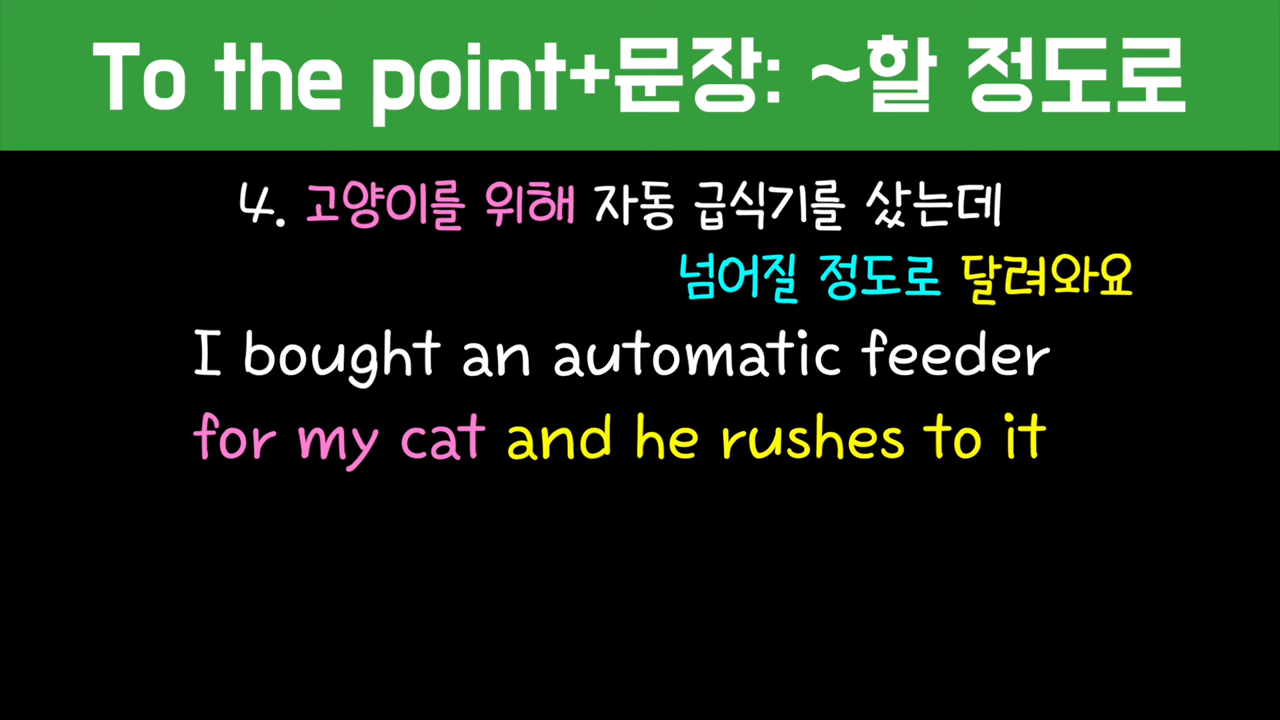 To the point+문장: ~할 정도로
4. 고양이를 위해 자동 급식기를 샀는데
넘어질 정도로 달려와요
I bought an automatic feeder
for my cat and he rushes to it